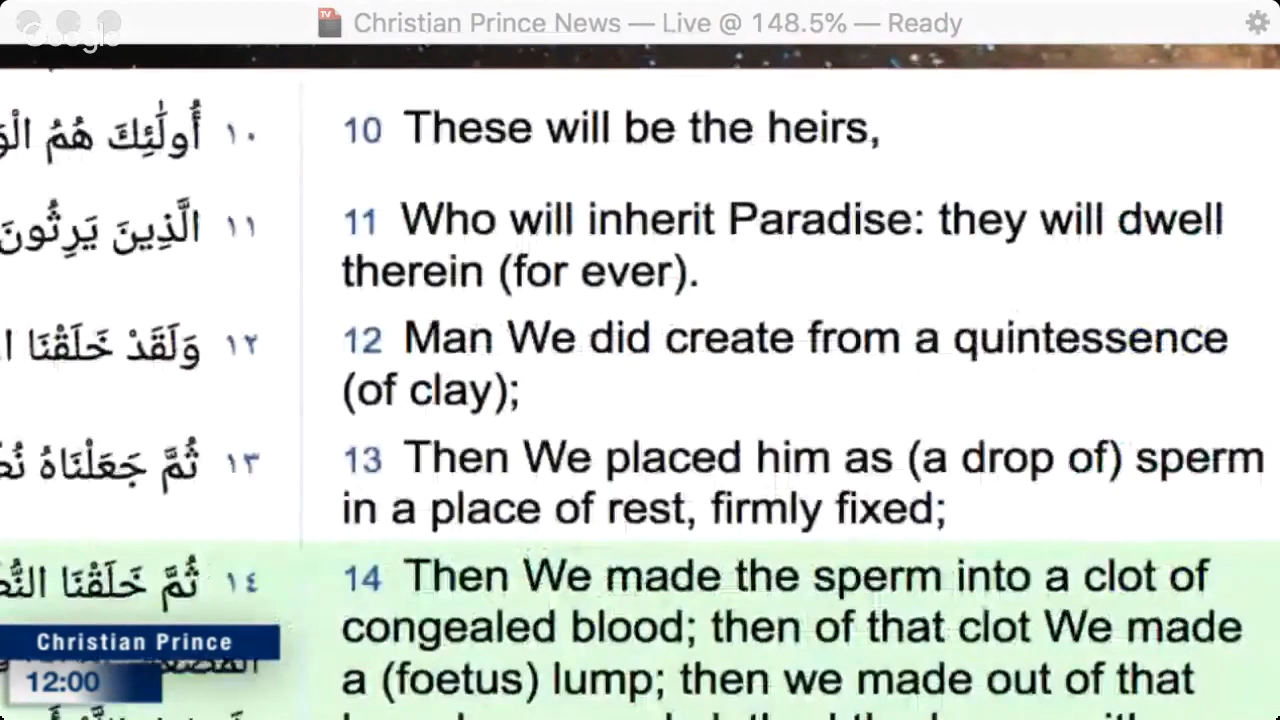 Google
Christian Prince News — Live @ 148.5% — Ready
10 These will be the heirs,
١٠ أُولَٰئِكَ هُمُ
11 Who will inherit Paradise: they will dwell
therein (for ever).
١١ الَّذِينَ يَرِثُونَ
12 Man We did create from a quintessence
(of clay);
١٢ وَلَقَدْ خَلَقْنَا
13 Then We placed him as (a drop of) sperm
in a place of rest, firmly fixed;
١٣ ثُمَّ جَعَلْنَاهُ
14 Then We made the sperm into a clot of
congealed blood; then of that clot We made
a (foetus) lump; then we made out of that
١٤ ثُمَّ خَلَقْنَا
Christian Prince
12:00